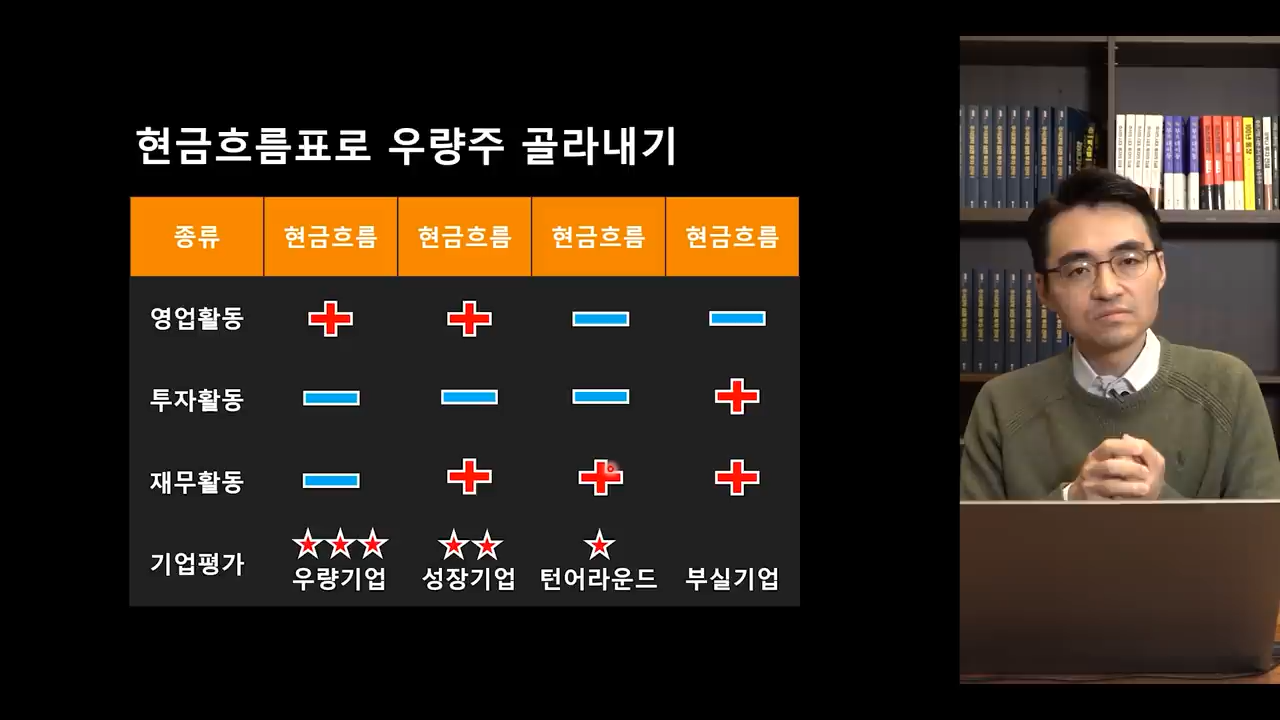 현금흐름표로 우량주 골라내기
종류 현금흐름 현금흐름 현금흐름 현금흐름
영업활동
투자활동
재무활동
기업평가
우량기업 성장기업 턴어라운드 부실기업